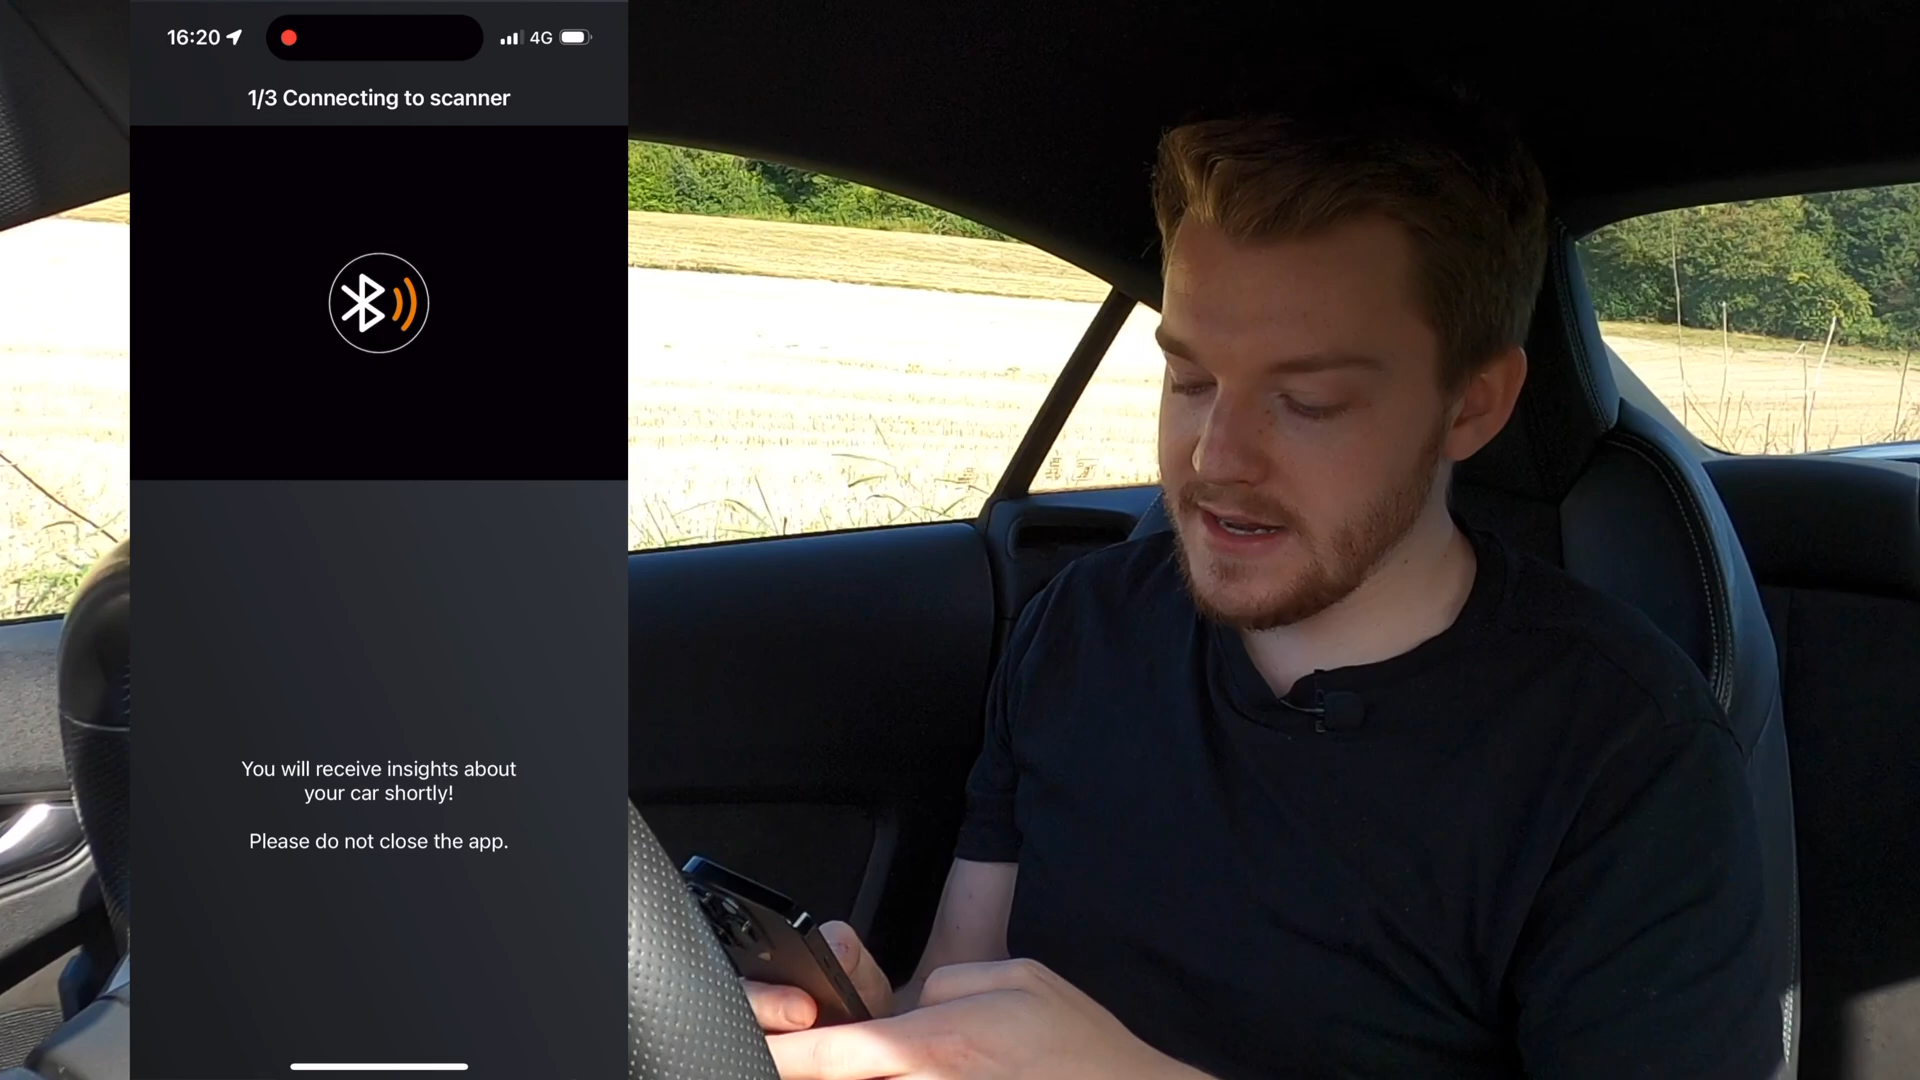 16:20
4G
1/3 Connecting to scanner
You will receive insights about
your car shortly!
Please do not close the app.